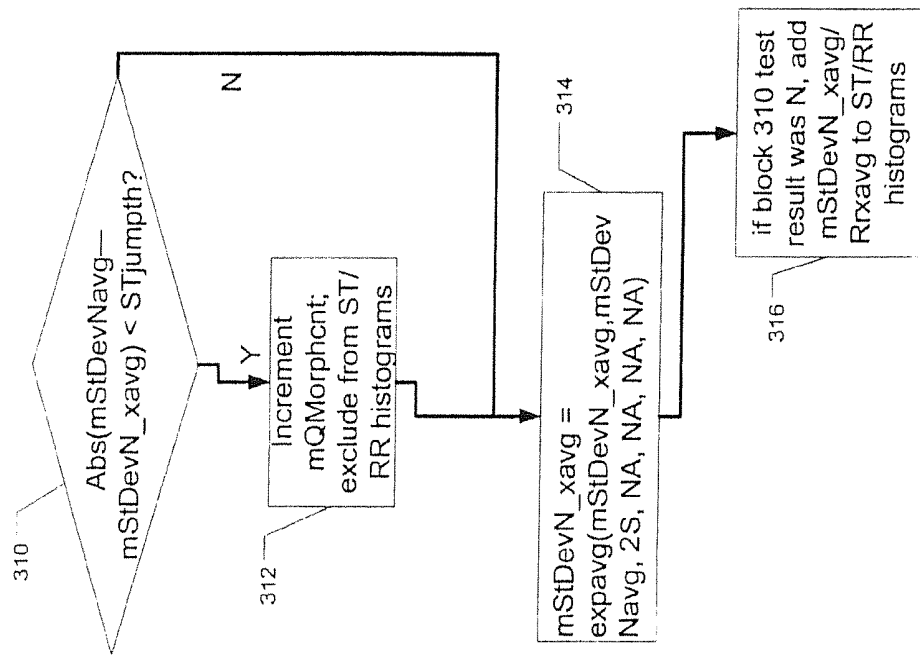 310
Abs(mStDevNavg—
mStDevN_xavg) < STjumpth?
Y
N
312
Increment
mQMorphcnt;
exclude from ST/
RR histograms
314
mStDevN_xavg =
expavg(mStDevN_xavg,mStDev
Navg, 2S, NA, NA, NA, NA)
316
if block 310 test
result was N, add
mStDevN_xavg/
Rrxavg to ST/RR
histograms